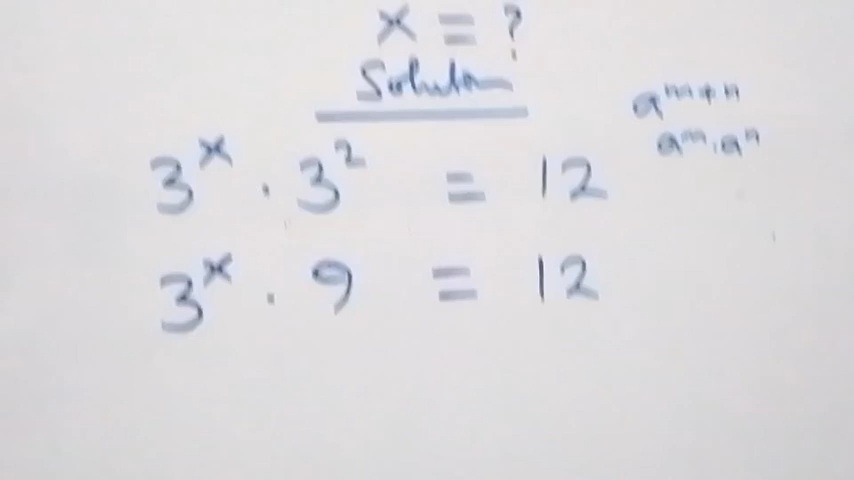 x = ?
Solution
a^{m+n}
a^m . a^n
3^x . 3^2 = 12
3^x . 9 = 12